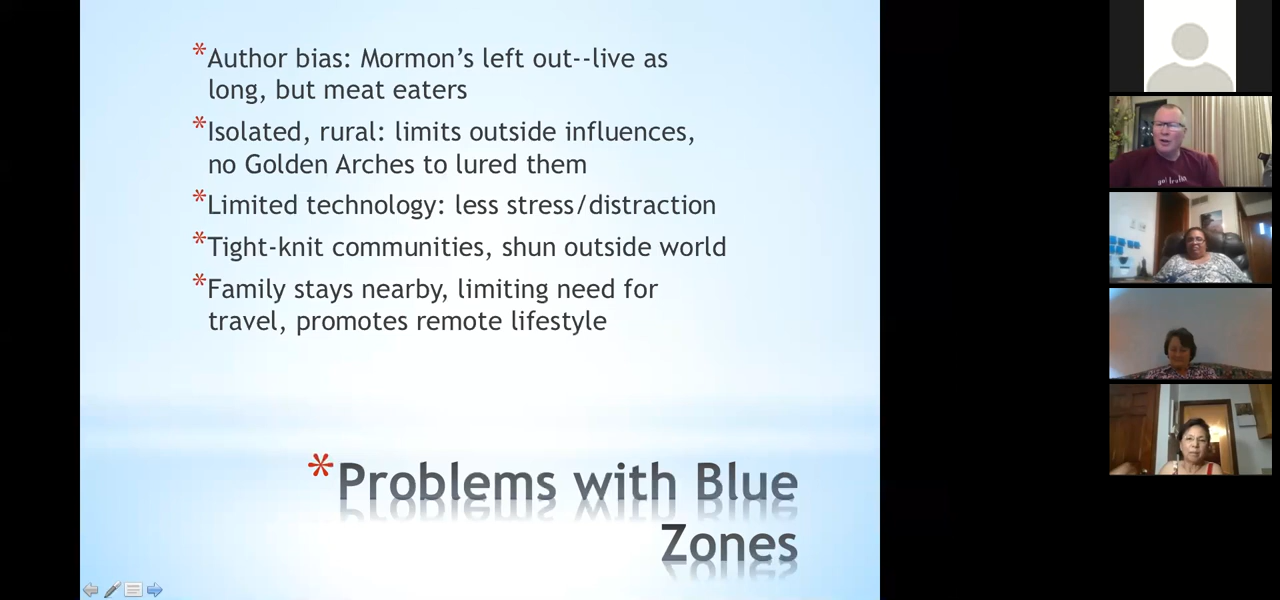 *Author bias: Mormon's left out--live as
long, but meat eaters
*Isolated, rural: limits outside influences,
no Golden Arches to lured them
*Limited technology: less stress/distraction
*Tight-knit communities, shun outside world
*Family stays nearby, limiting need for
travel, promotes remote lifestyle
*Problems with Blue
Zones